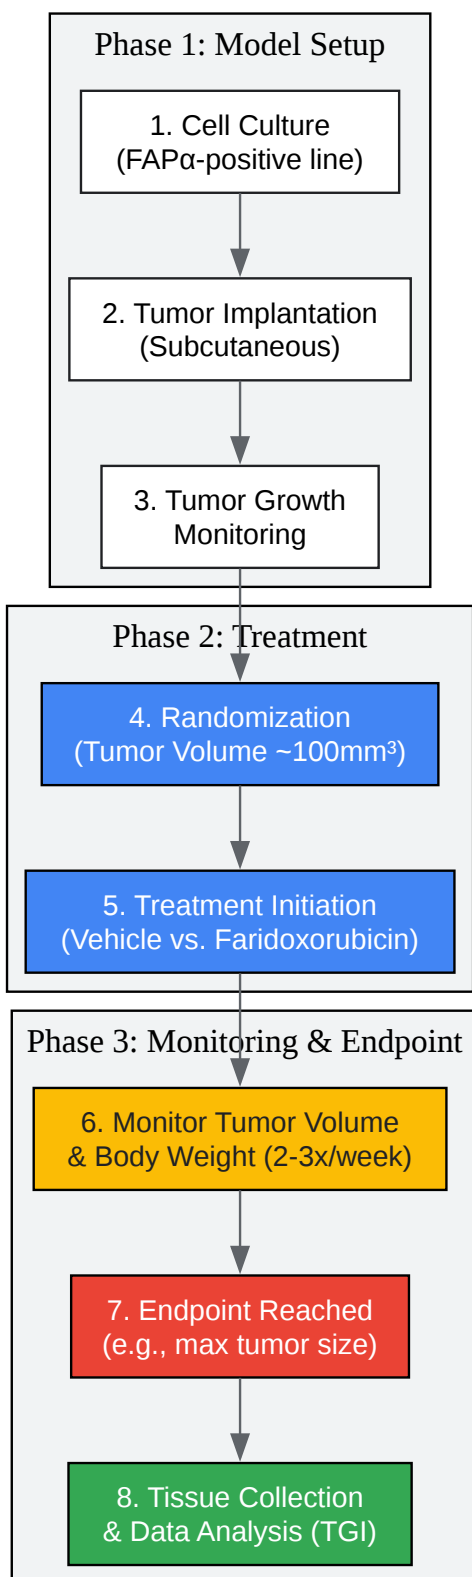 Phase 1: Model Setup
1. Cell Culture
(FAPα-positive line)
2. Tumor Implantation
(Subcutaneous)
3. Tumor Growth
Monitoring
Phase 2: Treatment
4. Randomization
(Tumor Volume ~100mm³)
5. Treatment Initiation
(Vehicle vs. Faridoxorubicin)
Phase 3: Monitoring & Endpoint
6. Monitor Tumor Volume
& Body Weight (2-3x/week)
7. Endpoint Reached
(e.g., max tumor size)
8. Tissue Collection
& Data Analysis (TGI)